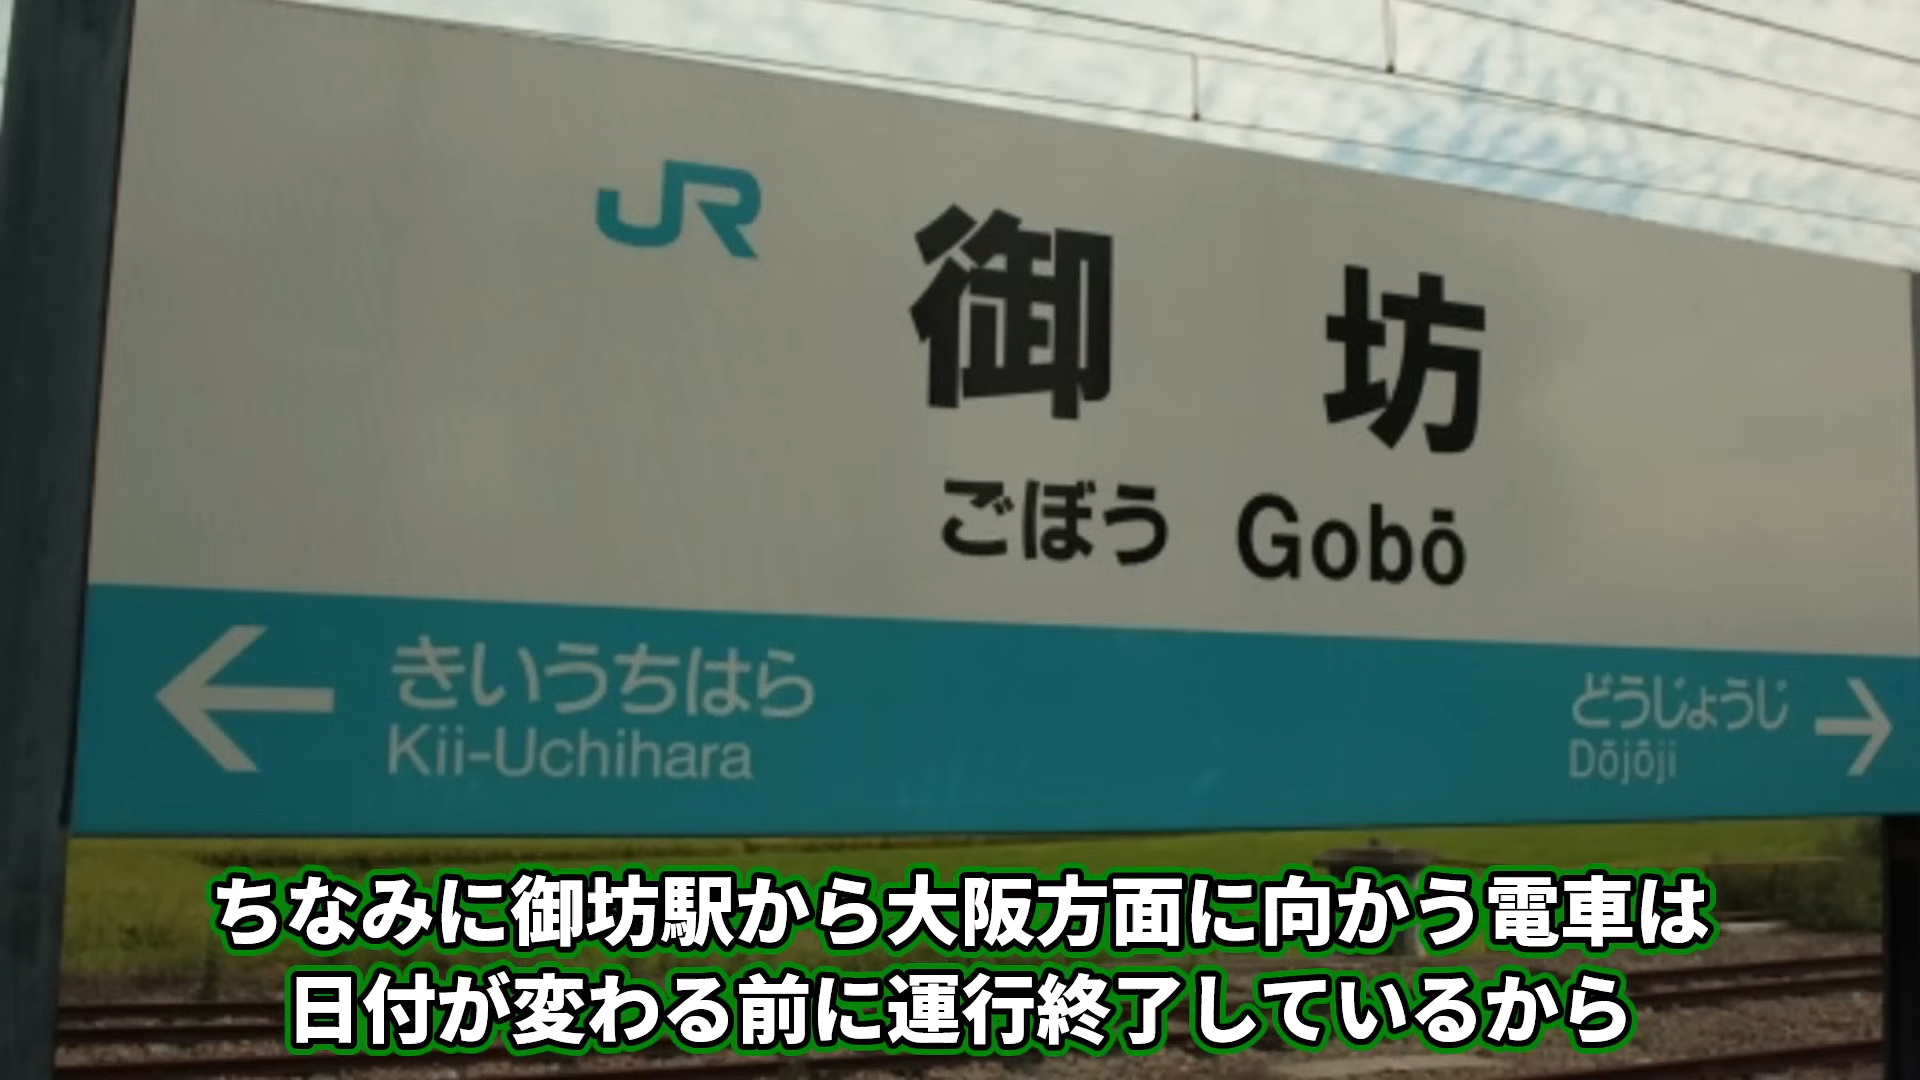 JR
御坊
ごぼう Gobō
← きいうちはら
Kii-Uchihara
どうじょうじ →
Dōjōji
ちなみに御坊駅から大阪方面に向かう電車は
日付が変わる前に運行終了しているから